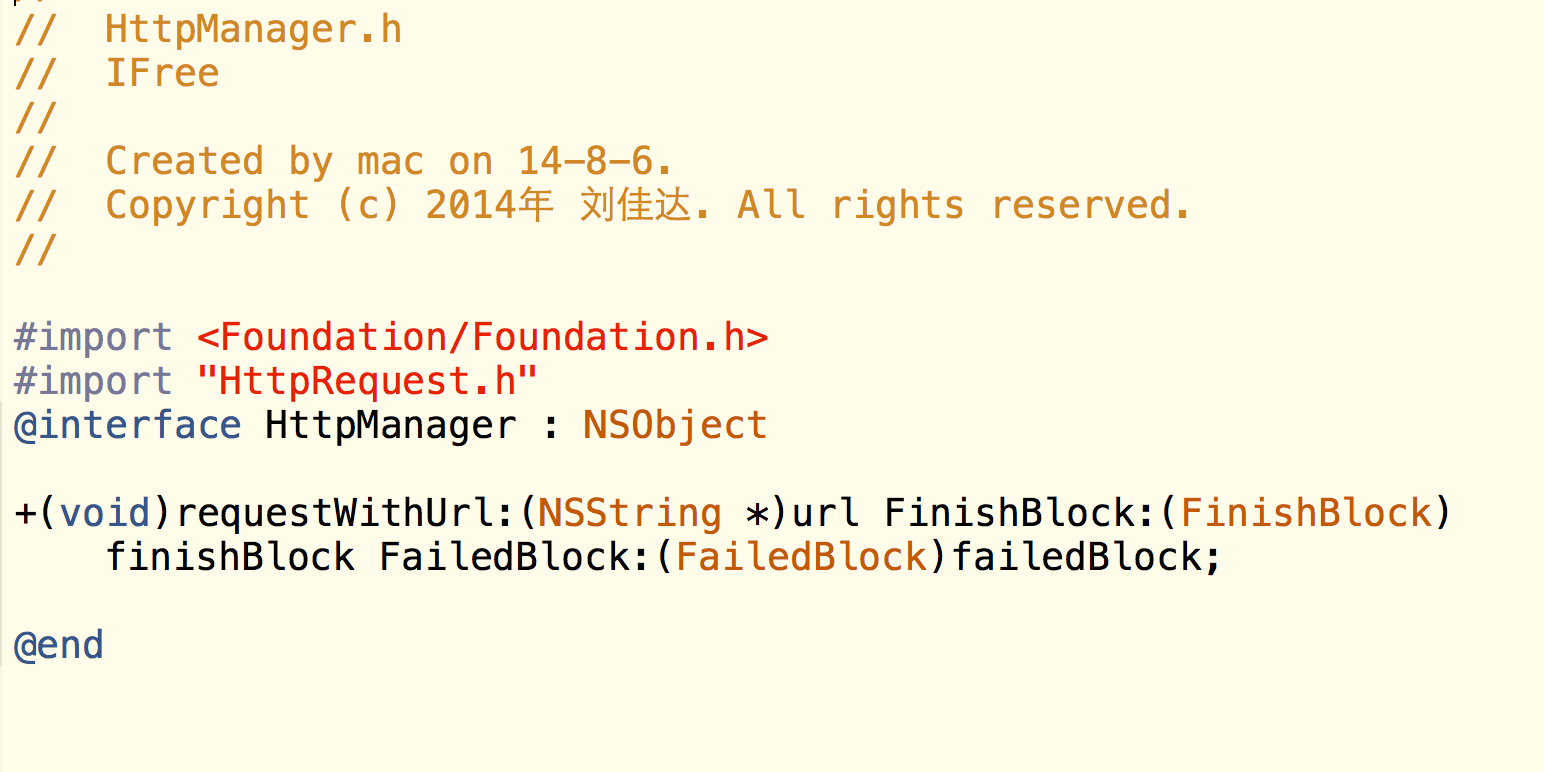 //
//  HttpManager.h
//  IFree
//
//  Created by mac on 14-8-6.
//  Copyright (c) 2014年 刘佳达. All rights reserved.
//
#import <Foundation/Foundation.h>
#import "HttpRequest.h"
@interface HttpManager : NSObject
+(void)requestWithUrl:(NSString *)url FinishBlock:(FinishBlock)
    finishBlock FailedBlock:(FailedBlock)failedBlock;
@end